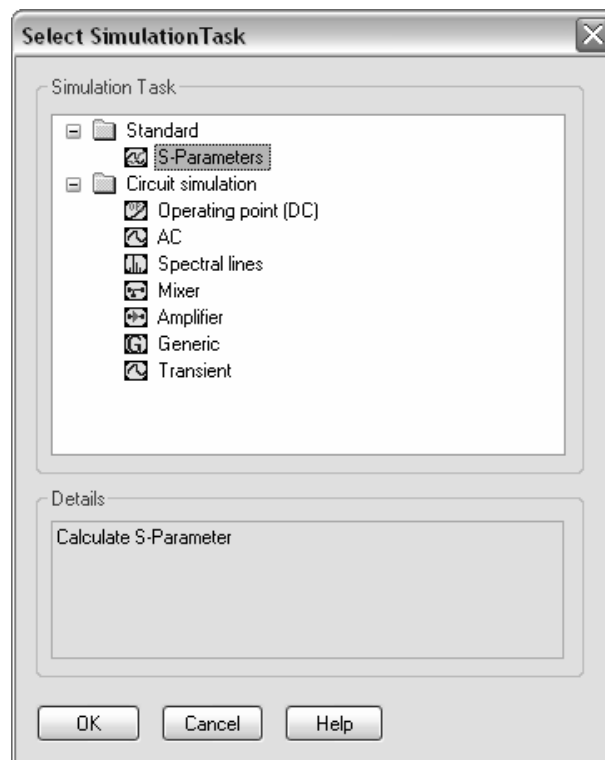 Select SimulationTask
Simulation Task
Standard
S-Parameters
Circuit simulation
Operating point (DC)
AC
Spectral lines
Mixer
Amplifier
Generic
Transient
Details
Calculate S-Parameter
OK Cancel Help